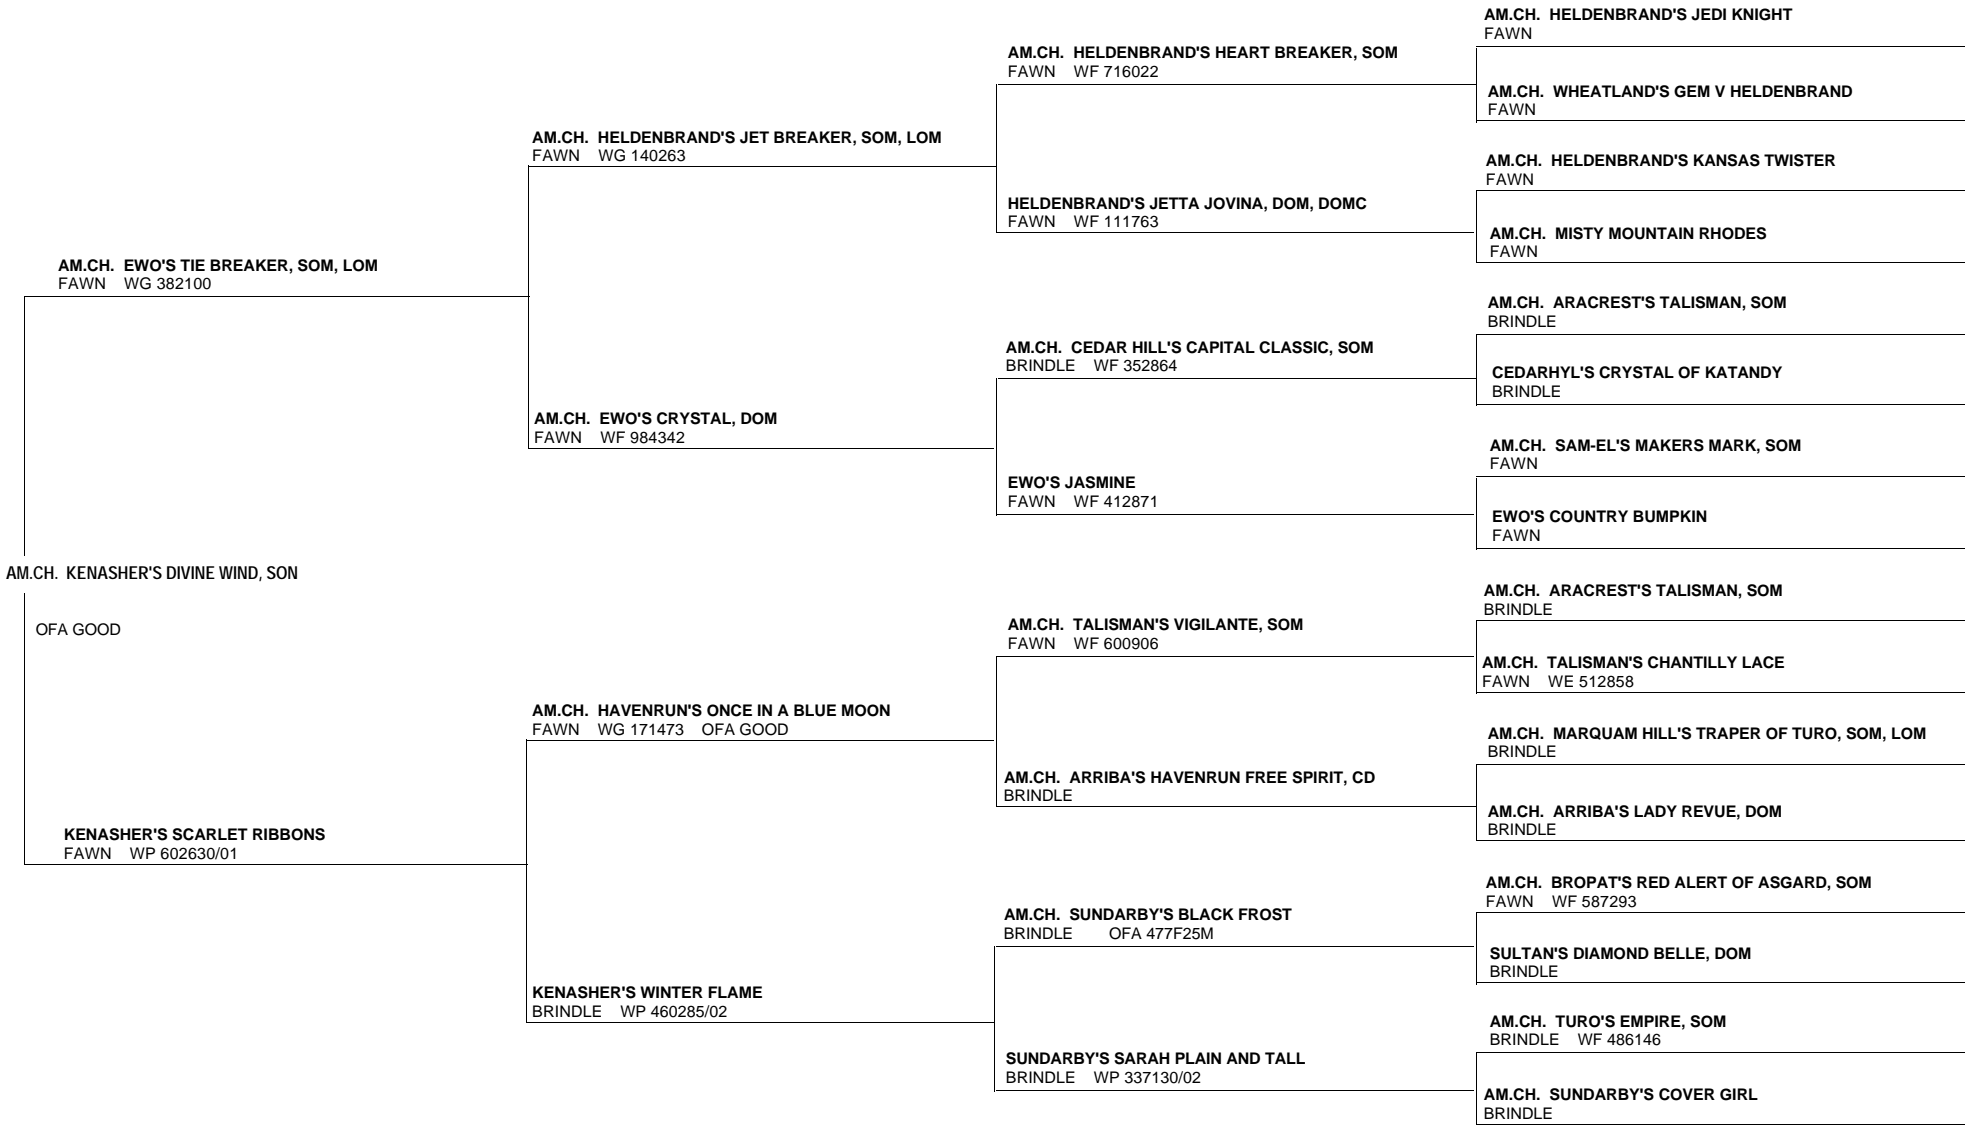 AM.CH. KENASHER'S DIVINE WIND, SON
OFA GOOD
AM.CH. EWO'S TIE BREAKER, SOM, LOM
FAWN WG 382100
KENASHER'S SCARLET RIBBONS
FAWN WP 602630/01
AM.CH. HELDENBRAND'S JET BREAKER, SOM, LOM
FAWN WG 140263
AM.CH. EWO'S CRYSTAL, DOM
FAWN WF 984342
AM.CH. HAVENRUN'S ONCE IN A BLUE MOON
FAWN WG 171473 OFA GOOD
KENASHER'S WINTER FLAME
BRINDLE WP 460285/02
AM.CH. HELDENBRAND'S HEART BREAKER, SOM
FAWN WF 716022
HELDENBRAND'S JETTA JOVINA, DOM, DOMC
FAWN WF 111763
AM.CH. CEDAR HILL'S CAPITAL CLASSIC, SOM
BRINDLE WF 352864
EWO'S JASMINE
FAWN WF 412871
AM.CH. TALISMAN'S VIGILANTE, SOM
FAWN WF 600906
AM.CH. ARRIBA'S HAVENRUN FREE SPIRIT, CD
BRINDLE
AM.CH. SUNDARBY'S BLACK FROST
BRINDLE OFA 477F25M
SUNDARBY'S SARAH PLAIN AND TALL
BRINDLE WP 337130/02
AM.CH. HELDENBRAND'S JEDI KNIGHT
FAWN
AM.CH. WHEATLAND'S GEM V HELDENBRAND
FAWN
AM.CH. HELDENBRAND'S KANSAS TWISTER
FAWN
AM.CH. MISTY MOUNTAIN RHODES
FAWN
AM.CH. ARACREST'S TALISMAN, SOM
BRINDLE
CEDARHYL'S CRYSTAL OF KATANDY
BRINDLE
AM.CH. SAM-EL'S MAKERS MARK, SOM
FAWN
EWO'S COUNTRY BUMPKIN
FAWN
AM.CH. ARACREST'S TALISMAN, SOM
BRINDLE
AM.CH. TALISMAN'S CHANTILLY LACE
FAWN WE 512858
AM.CH. MARQUAM HILL'S TRAPER OF TURO, SOM, LOM
BRINDLE
AM.CH. ARRIBA'S LADY REVUE, DOM
BRINDLE
AM.CH. BROPAT'S RED ALERT OF ASGARD, SOM
FAWN WF 587293
SULTAN'S DIAMOND BELLE, DOM
BRINDLE
AM.CH. TURO'S EMPIRE, SOM
BRINDLE WF 486146
AM.CH. SUNDARBY'S COVER GIRL
BRINDLE